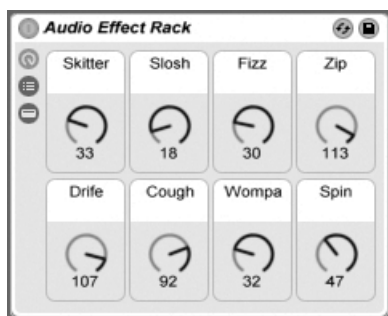 Audio Effect Rack
Skitter Slosh Fizz Zip
33 18 30 113
Drife Cough Wompa Spin
107 92 32 47